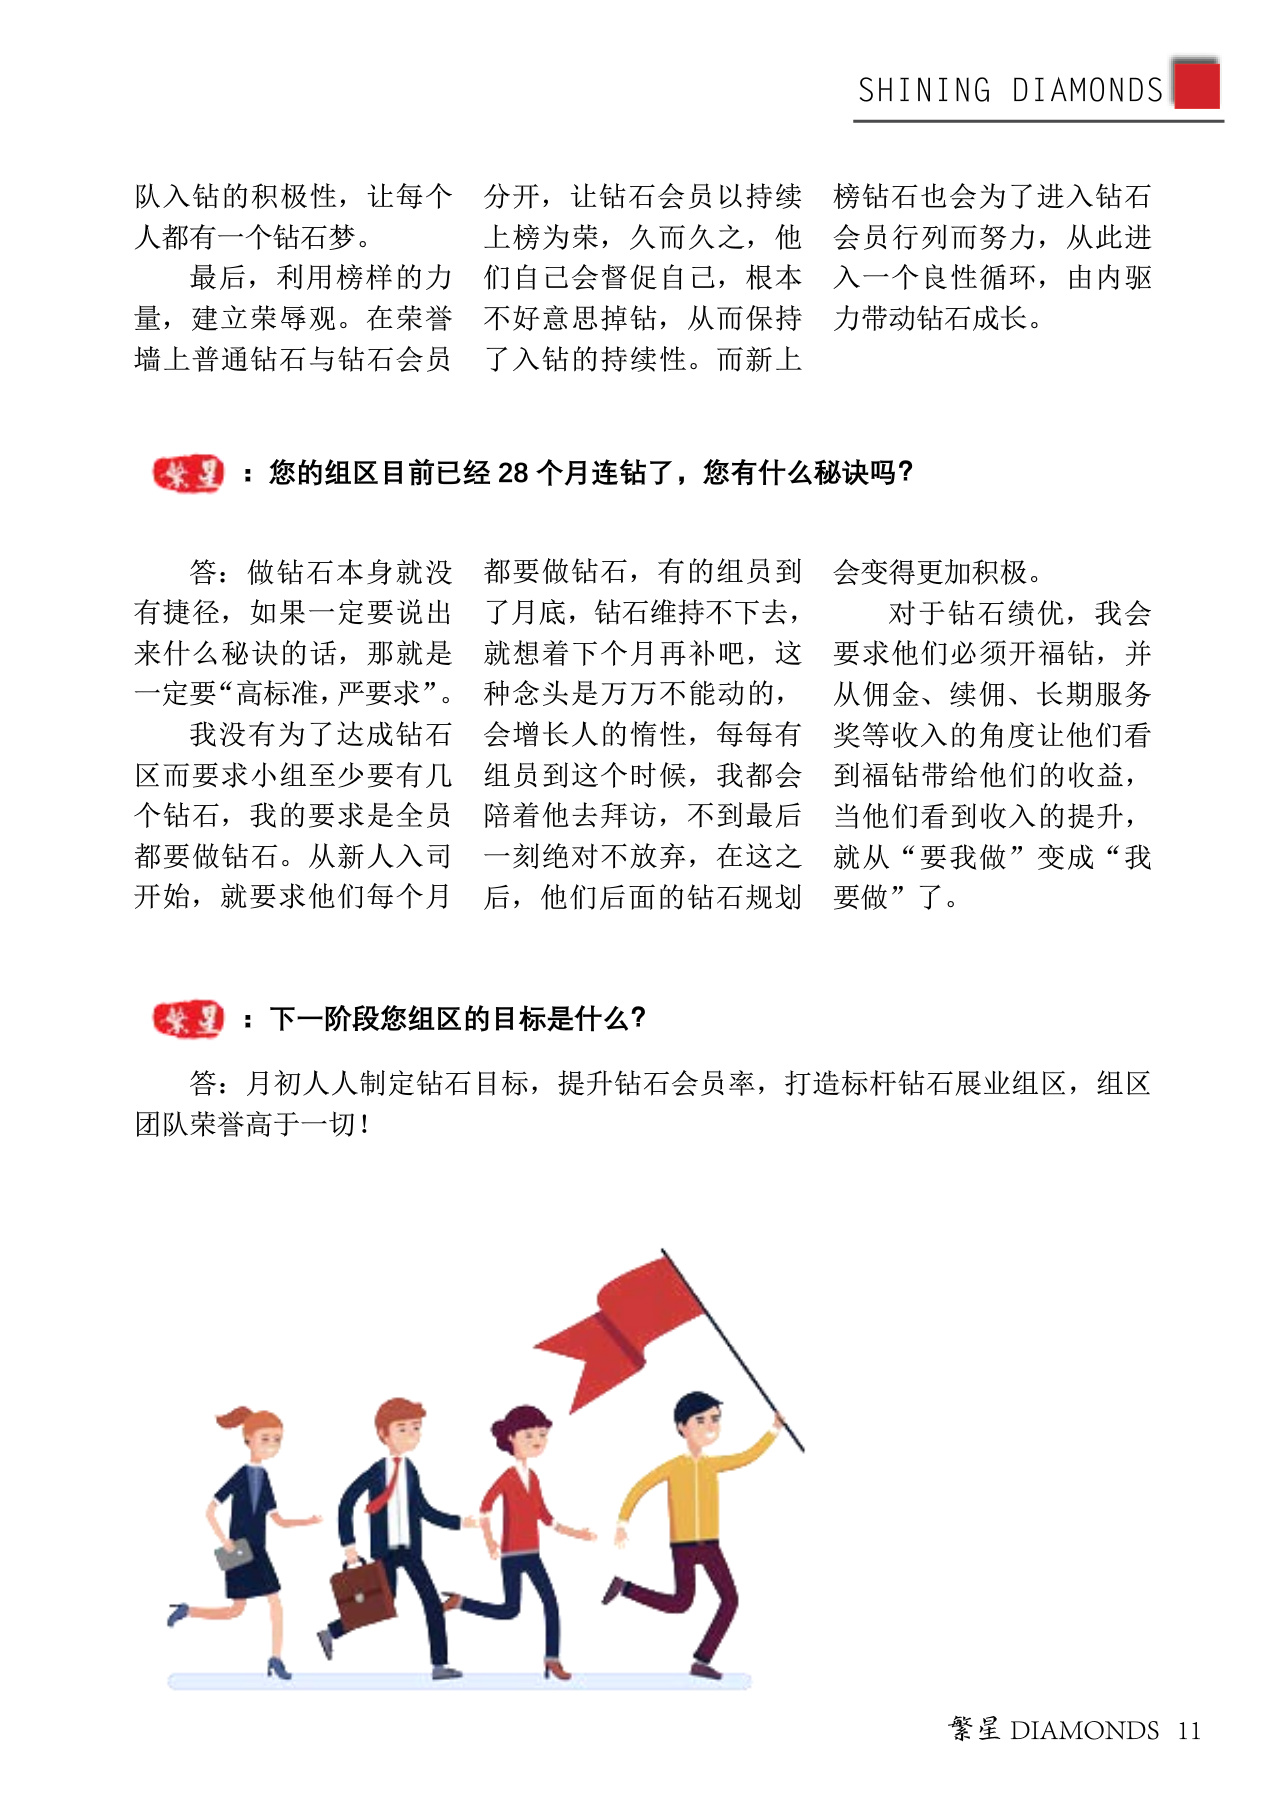 SHINING DIAMONDS
队入钻的积极性，让每个
人都有一个钻石梦。
最后，利用榜样的力
量，建立荣辱观。在荣誉
墙上普通钻石与钻石会员
分开，让钻石会员以持续
上榜为荣，久而久之，他
们自己会督促自己，根本
不好意思掉钻，从而保持
了入钻的持续性。而新上
榜钻石也会为了进入钻石
会员行列而努力，从此进
入一个良性循环，由内驱
力带动钻石成长。
繁星：您的组区目前已经 28 个月连钻了，您有什么秘诀吗？
答：做钻石本身就没
有捷径，如果一定要说出
来什么秘诀的话，那就是
一定要“高标准，严要求”。
我没有为了达成钻石
区而要求小组至少要有几
个钻石，我的要求是全员
都要做钻石。从新人入司
开始，就要求他们每个月
都要做钻石，有的组员到
了月底，钻石维持不下去，
就想着下个月再补吧，这
种念头是万万不能动的，
会增长人的惰性，每每有
组员到这个时候，我都会
陪着他去拜访，不到最后
一刻绝对不放弃，在这之
后，他们后面的钻石规划
会变得更加积极。
对于钻石绩优，我会
要求他们必须开福钻，并
从佣金、续佣、长期服务
奖等收入的角度让他们看
到福钻带给他们的收益，
当他们看到收入的提升，
就从“要我做”变成“我
要做”了。
繁星：下一阶段您组区的目标是什么？
答：月初人人制定钻石目标，提升钻石会员率，打造标杆钻石展业组区，组区
团队荣誉高于一切！
繁星 DIAMONDS 11